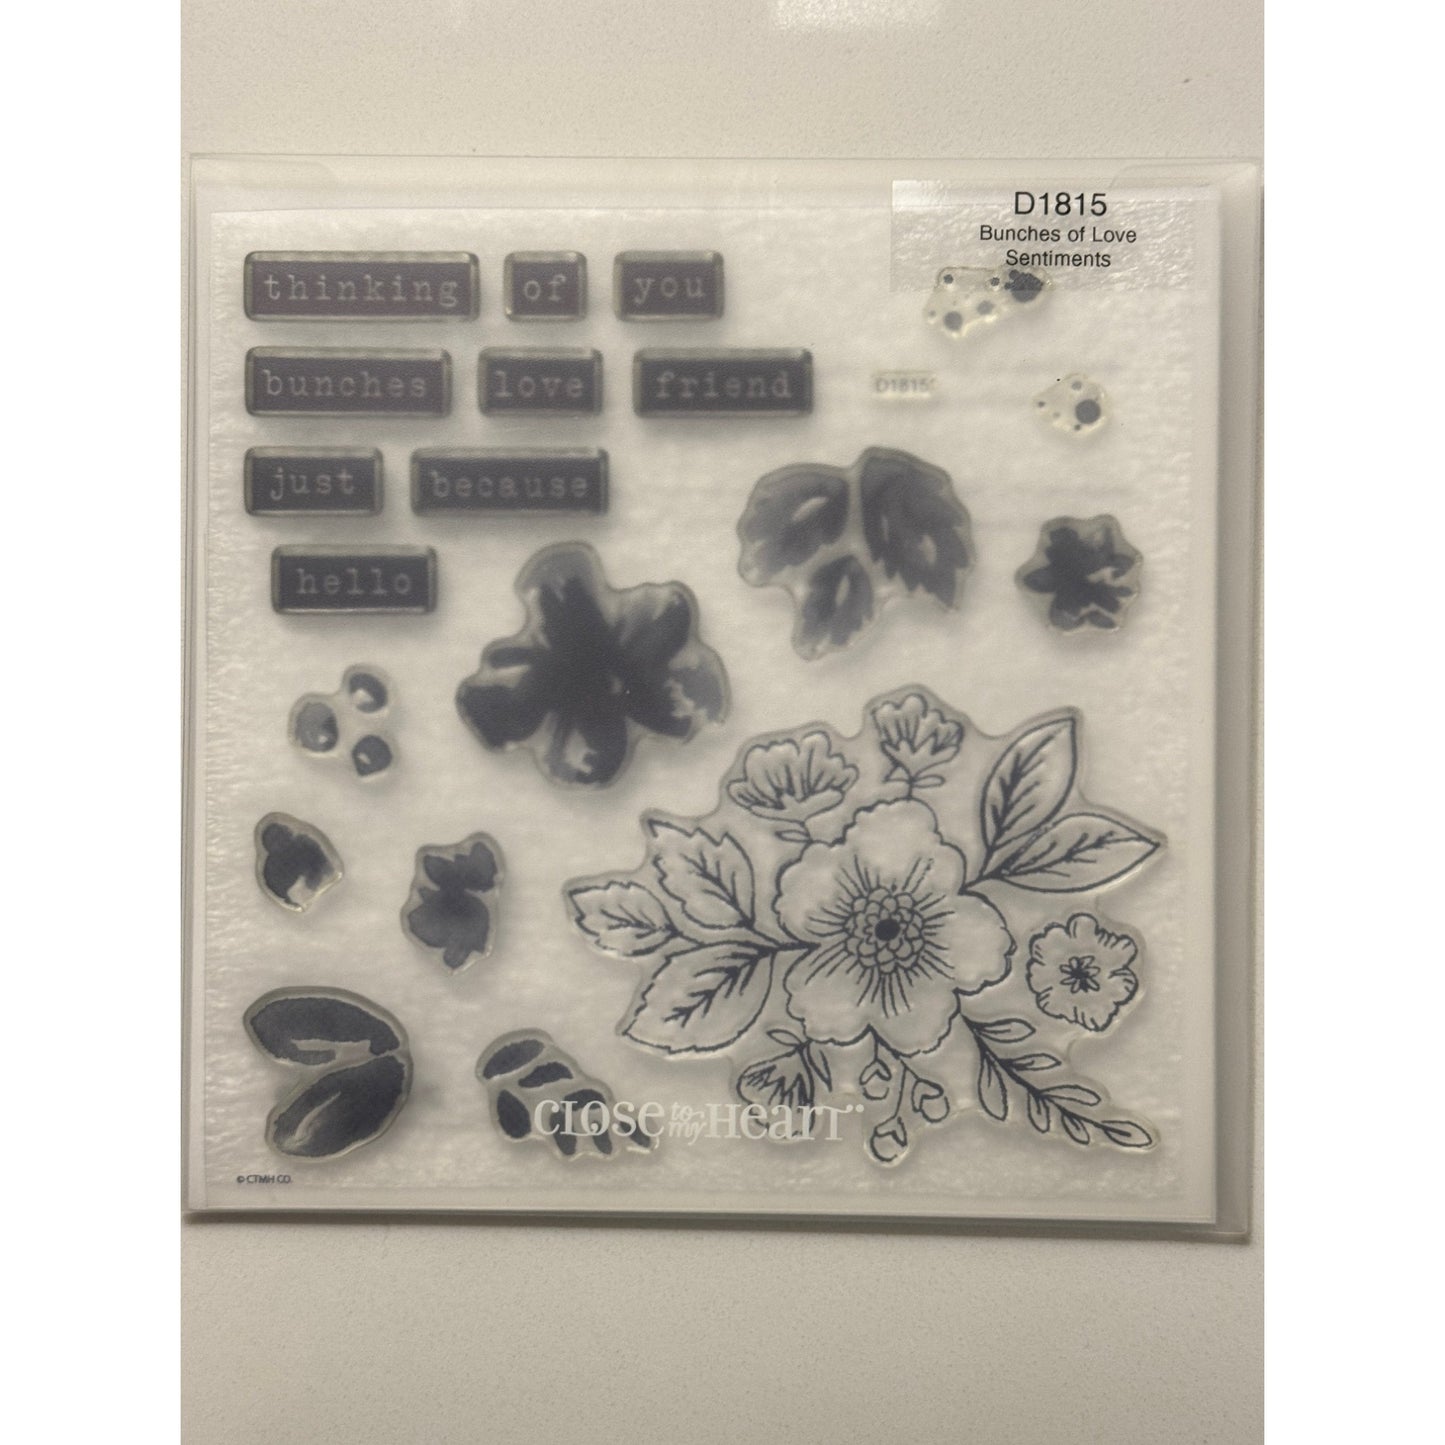 D1815
Bunches of Love
Sentiments
thinking of you
bunches love friend
D1815
just because
hello
CLOSE to my HEART
© CTMH CO.